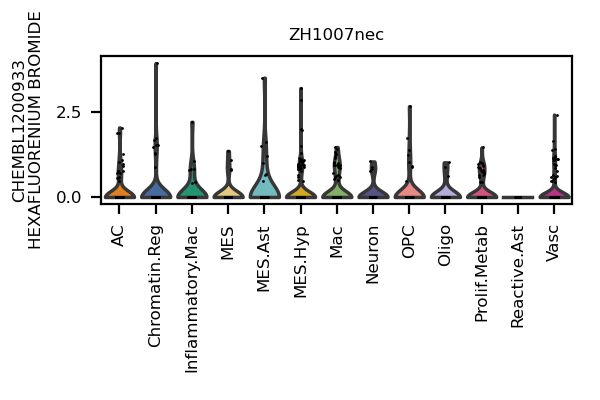 ZH1007nec
CHEMBL1200933
HEXAFLUORENIUM BROMIDE
2.5
0.0
AC
Chromatin.Reg
Inflammatory.Mac
MES
MES.Ast
MES.Hyp
Mac
Neuron
OPC
Oligo
Prolif.Metab
Reactive.Ast
Vasc